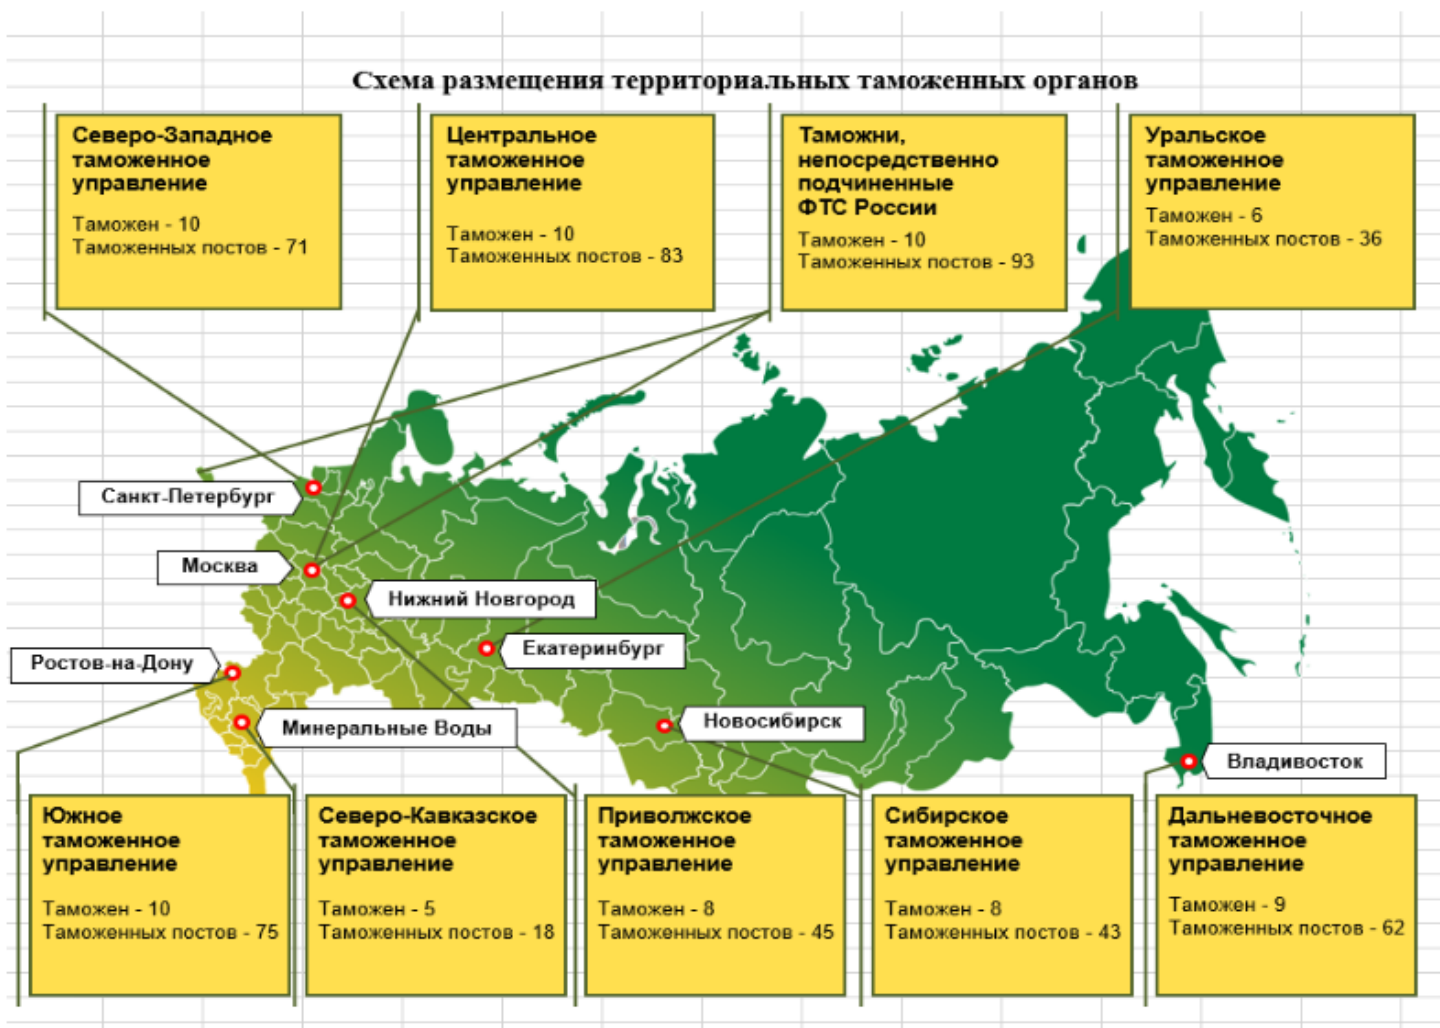 Схема размещения территориальных таможенных органов
Северо-Западное
таможенное
управление
Таможен - 10
Таможенных постов - 71
Центральное
таможенное
управление
Таможен - 10
Таможенных постов - 83
Таможни,
непосредственно
подчиненные
ФТС России
Таможен - 10
Таможенных постов - 93
Уральское
таможенное
управление
Таможен - 6
Таможенных постов - 36
Санкт-Петербург
Москва
Нижний Новгород
Екатеринбург
Ростов-на-Дону
Минеральные Воды
Новосибирск
Владивосток
Южное
таможенное
управление
Таможен - 10
Таможенных постов - 75
Северо-Кавказское
таможенное
управление
Таможен - 5
Таможенных постов - 18
Приволжское
таможенное
управление
Таможен - 8
Таможенных постов - 45
Сибирское
таможенное
управление
Таможен - 8
Таможенных постов - 43
Дальневосточное
таможенное
управление
Таможен - 9
Таможенных постов - 62